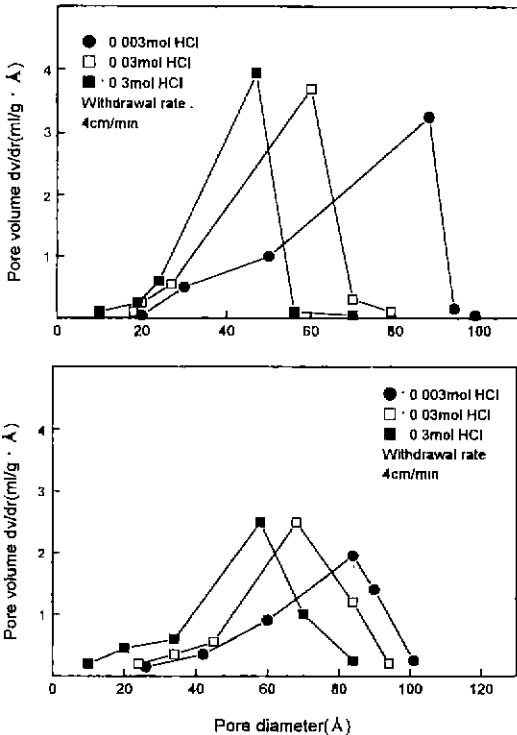 ● 0 003mol HCl
□ 0 03mol HCl
■ 0 3mol HCl
Withdrawal rate .
4cm/min
Pore volume dv/dr(ml/g · Å)
4
3
2
1
0 20 40 60 80 100
● · 0 003mol HCl
□ · 0 03mol HCl
■ · 0 3mol HCl
Withdrawal rate
4cm/min
Pore volume dv/dr(ml/g · Å)
4
3
2
1
0 20 40 60 80 100 120
Pore diameter(Å)